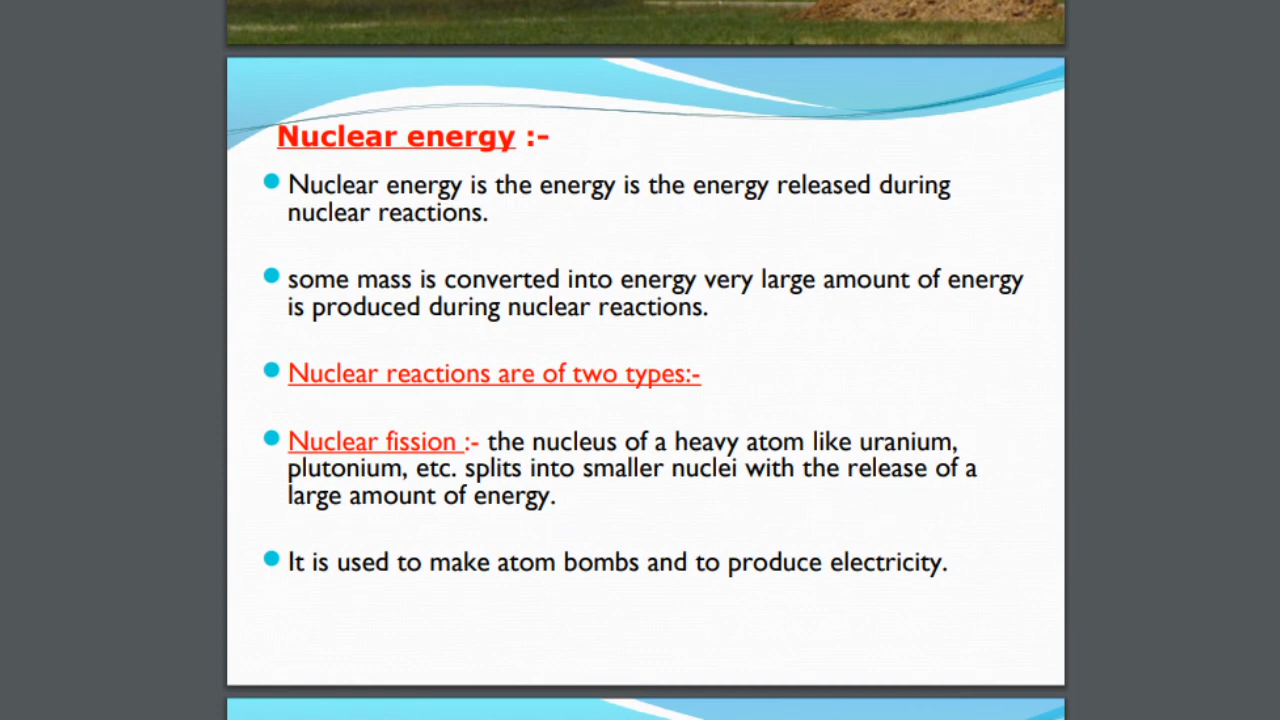 Nuclear energy :-
Nuclear energy is the energy is the energy released during
nuclear reactions.
some mass is converted into energy very large amount of energy
is produced during nuclear reactions.
Nuclear reactions are of two types:-
Nuclear fission :- the nucleus of a heavy atom like uranium,
plutonium, etc. splits into smaller nuclei with the release of a
large amount of energy.
It is used to make atom bombs and to produce electricity.